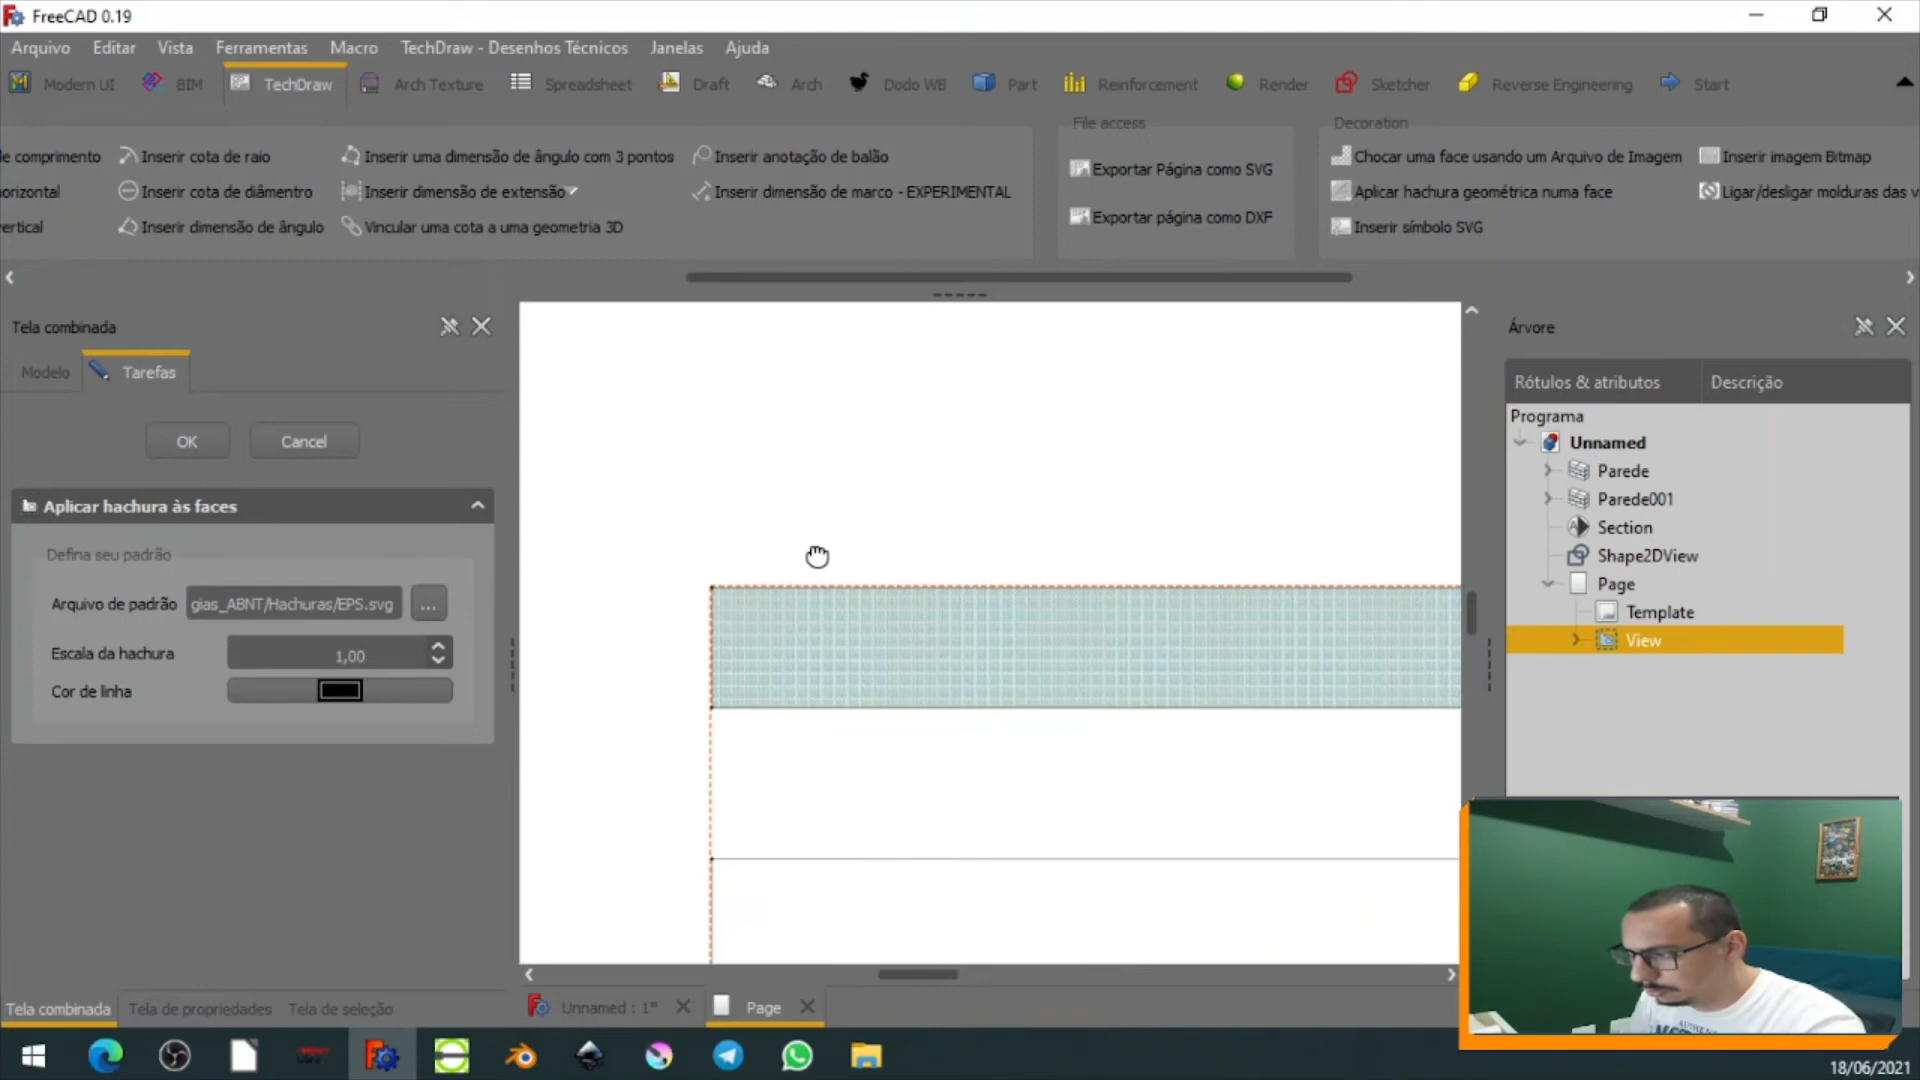 FreeCAD 0.19
Arquivo Editar Vista Ferramentas Macro TechDraw - Desenhos Técnicos Janelas Ajuda
Modern UI BIM TechDraw Arch Texture Spreadsheet Draft Arch Dodo WB Part Reinforcement Render Sketcher Reverse Engineering Start
File access Decoration
e comprimento Inserir cota de raio Inserir uma dimensão de ângulo com 3 pontos Inserir anotação de balão Exportar Página como SVG Chocar uma face usando um Arquivo de Imagem Inserir imagem Bitmap
orizontal Inserir cota de diâmetro Inserir dimensão de extensão Inserir dimensão de marco - EXPERIMENTAL Exportar página como DXF Aplicar hachura geométrica numa face Ligar/desligar molduras das v
ertical Inserir dimensão de ângulo Vincular uma cota a uma geometria 3D Inserir símbolo SVG
Tela combinada
Modelo Tarefas
OK Cancel
Aplicar hachura às faces
Defina seu padrão
Arquivo de padrão gias_ABNT/Hachuras/EPS.svg ...
Escala da hachura 1,00
Cor de linha
Árvore
Rótulos & atributos Descrição
Programa
Unnamed
Parede
Parede001
Section
Shape2DView
Page
Template
View
Tela combinada Tela de propriedades Tela de seleção
Unnamed : 1* Page
18/06/2021